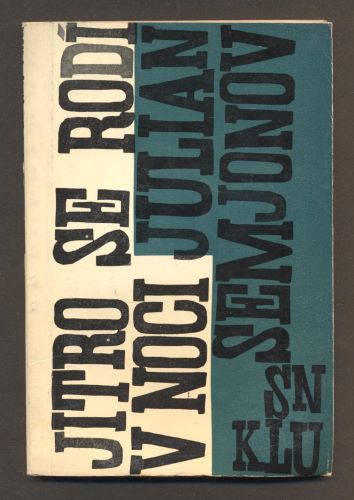 JITRO SE RODÍ
V NOCI
JULIAN
SEMJONOV
SN
KLU